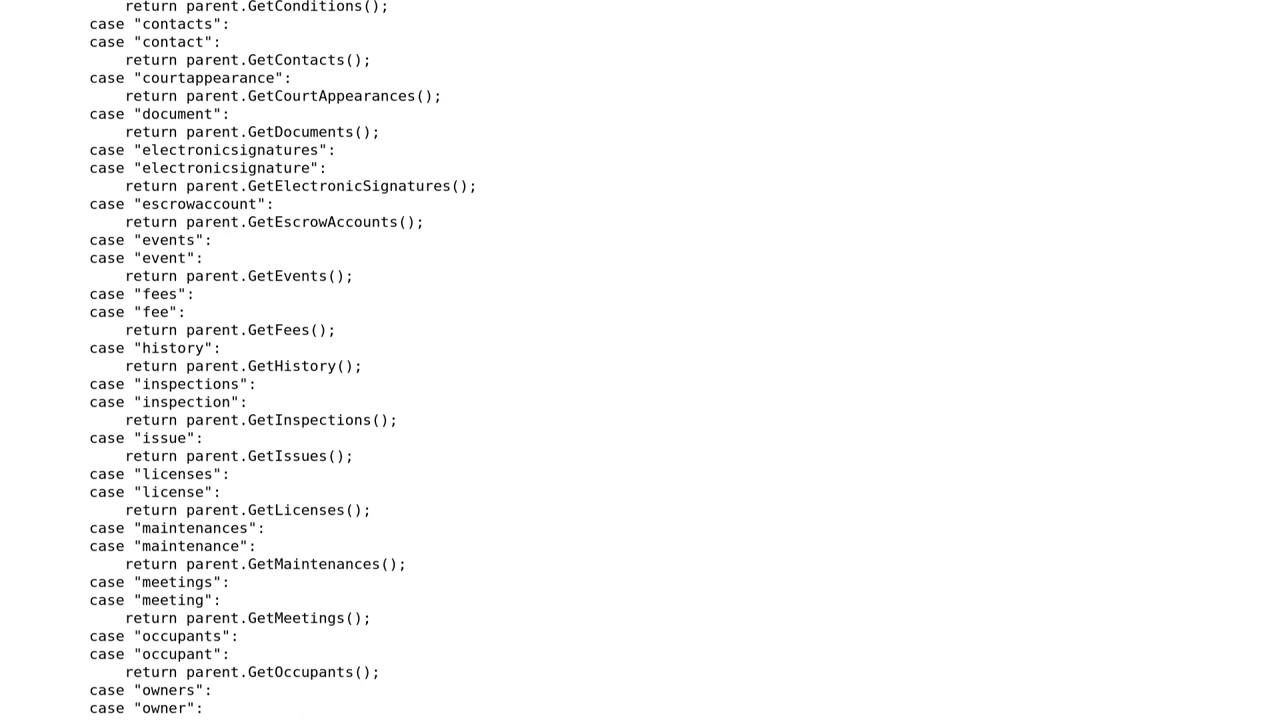 return parent.GetConditions();
case "contacts":
case "contact":
return parent.GetContacts();
case "courtappearance":
return parent.GetCourtAppearances();
case "document":
return parent.GetDocuments();
case "electronicsignatures":
case "electronicsignature":
return parent.GetElectronicSignatures();
case "escrowaccount":
return parent.GetEscrowAccounts();
case "events":
case "event":
return parent.GetEvents();
case "fees":
case "fee":
return parent.GetFees();
case "history":
return parent.GetHistory();
case "inspections":
case "inspection":
return parent.GetInspections();
case "issue":
return parent.GetIssues();
case "licenses":
case "license":
return parent.GetLicenses();
case "maintenances":
case "maintenance":
return parent.GetMaintenances();
case "meetings":
case "meeting":
return parent.GetMeetings();
case "occupants":
case "occupant":
return parent.GetOccupants();
case "owners":
case "owner":